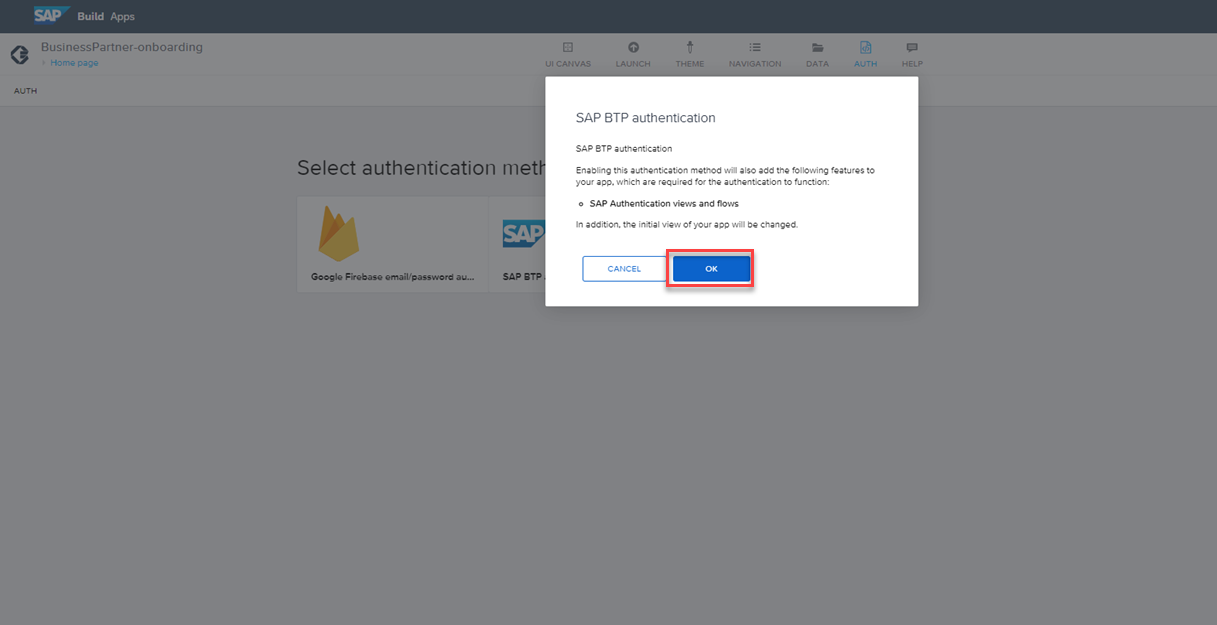 SAP Build Apps
BusinessPartner-onboarding
Home page
UI CANVAS LAUNCH THEME NAVIGATION DATA AUTH HELP
AUTH
Select authentication meth
Google Firebase email/password au...
SAP
SAP BTP
SAP BTP authentication
SAP BTP authentication
Enabling this authentication method will also add the following features to
your app, which are required for the authentication to function:
SAP Authentication views and flows
In addition, the initial view of your app will be changed.
CANCEL OK